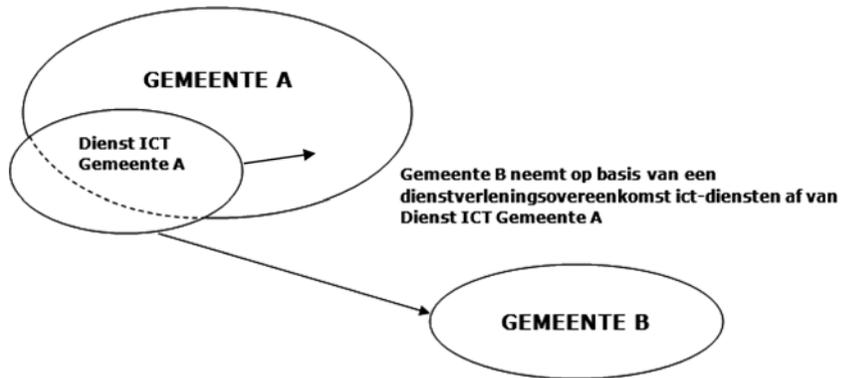 GEMEENTE A
Dienst ICT
Gemeente A
Gemeente B neemt op basis van een
dienstverleningsovereenkomst ict-diensten af van
Dienst ICT Gemeente A
GEMEENTE B